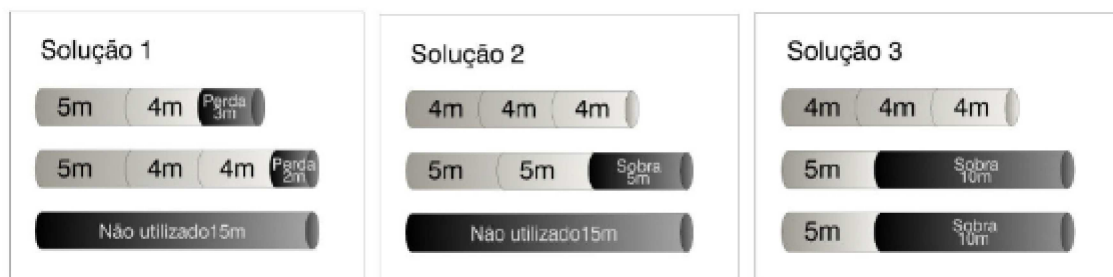 Solução 1
5m 4m Perda 3m
5m 4m 4m Perda 2m
Não utilizado15m
Solução 2
4m 4m 4m
5m 5m Sobra 5m
Não utilizado15m
Solução 3
4m 4m 4m
5m Sobra 10m
5m Sobra 10m